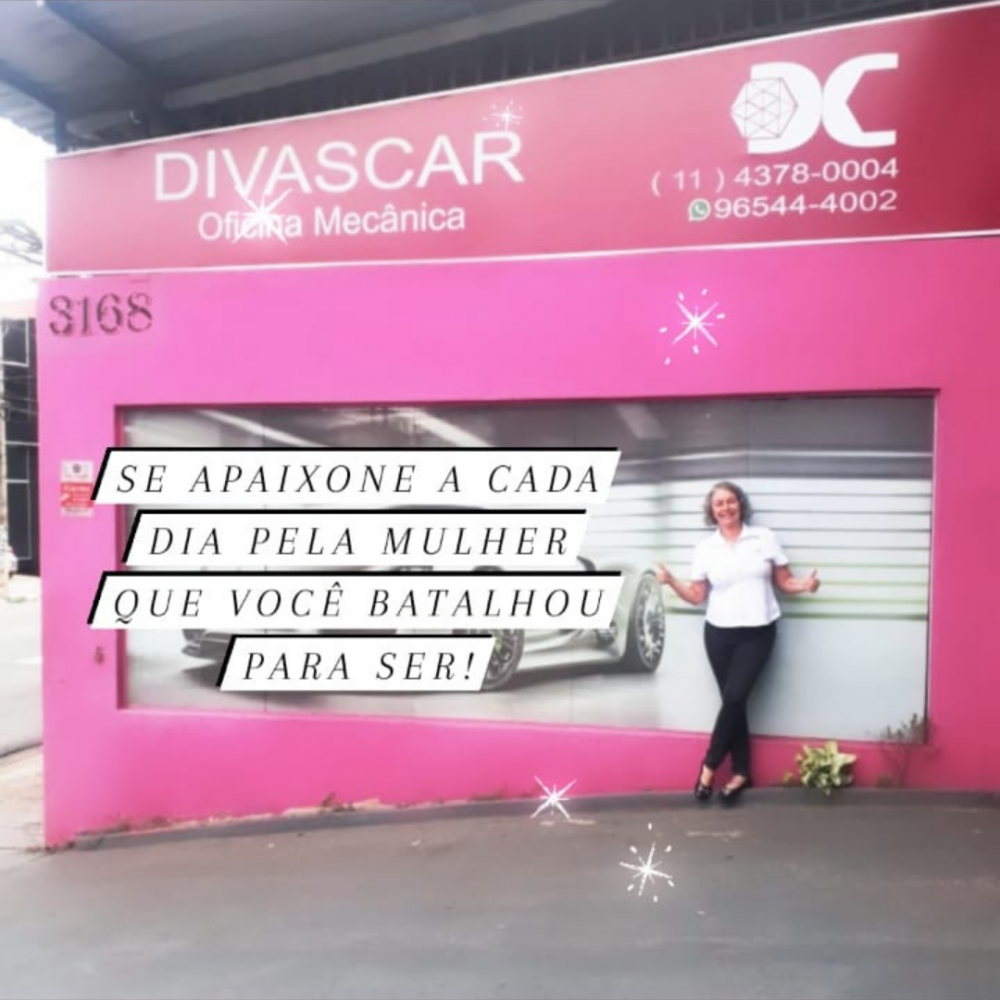 DIVASCAR
Oficina Mecânica
DC
( 11 ) 4378-0004
96544-4002
3168
SE APAIXONE A CADA
DIA PELA MULHER
QUE VOCÊ BATALHOU
PARA SER!